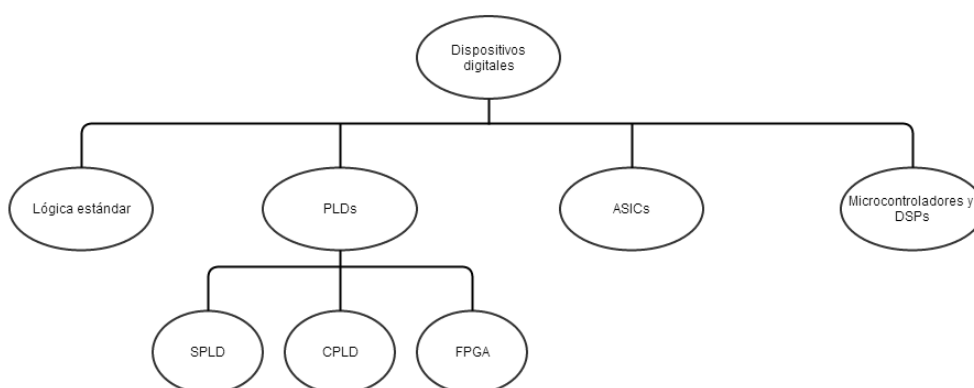 Dispositivos
digitales
Lógica estándar
PLDs
ASICs
Microcontroladores y
DSPs
SPLD
CPLD
FPGA